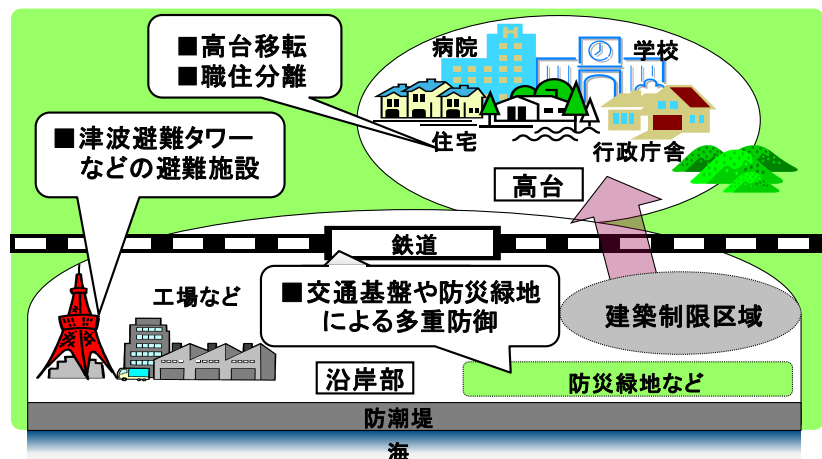 ■高台移転
■職住分離
病院
学校
■津波避難タワー
などの避難施設
住宅
行政庁舎
高台
鉄道
工場など
■交通基盤や防災緑地
による多重防御
建築制限区域
沿岸部
防災緑地など
防潮堤
海